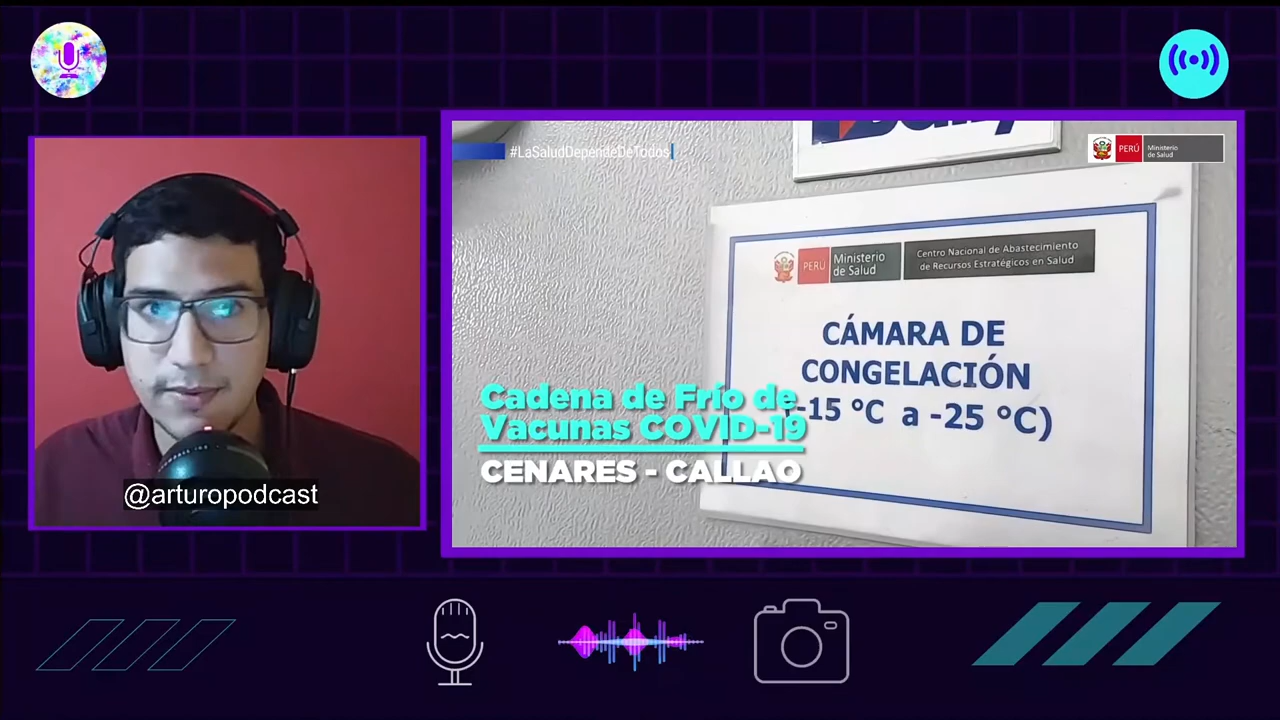 #LaSaludDependeDeTodos
PERÚ
Ministerio
de Salud
PERÚ
Ministerio
de Salud
Centro Nacional de Abastecimiento
de Recursos Estratégicos en Salud
CÁMARA DE
CONGELACIÓN
-15 °C a -25 °C)
Cadena de Frío de
Vacunas COVID-19
CENARES - CALLAO
@arturopodcast